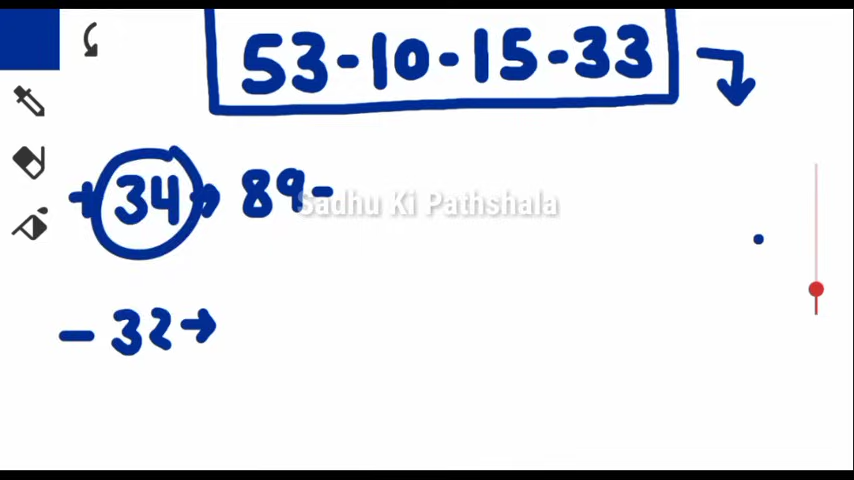 53-10-15-33
+ 34 → 89-
Sadhu Ki Pathshala
- 32 →